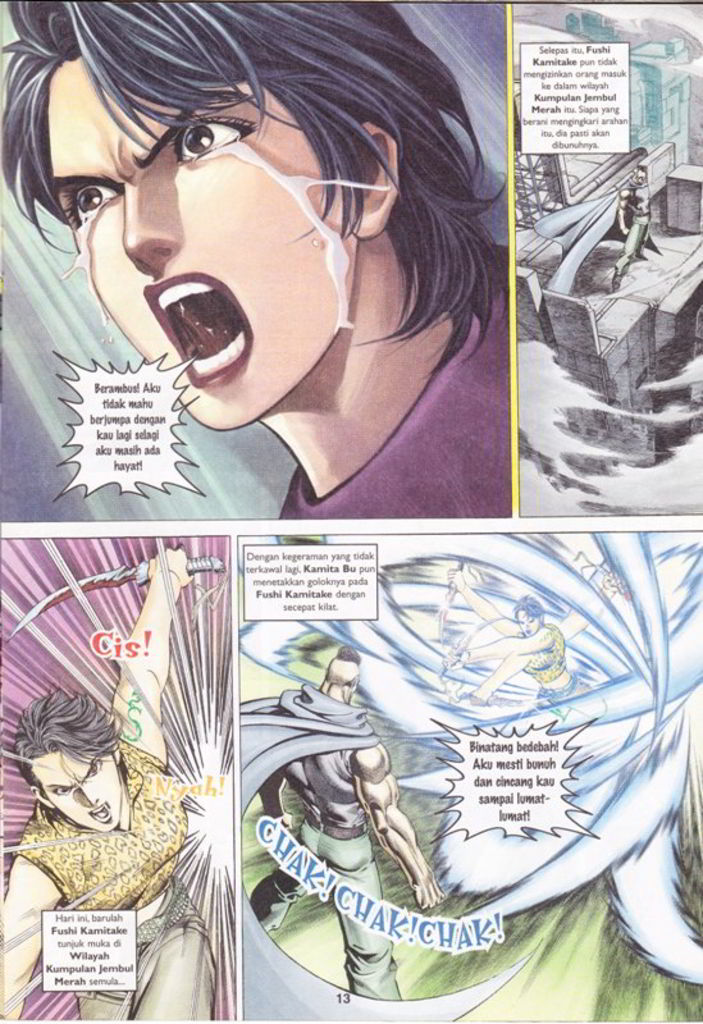 Berambus! Aku
tidak mahu
berjumpa dengan
kau lagi selagi
aku masih ada
hayat!
Selepas itu, Fushi
Kamitake pun tidak
mengizinkan orang masuk
ke dalam wilayah
Kumpulan Jembul
Merah itu. Siapa yang
berani mengingkari arahan
itu, dia pasti akan
dibunuhnya.
Cis!
Nyah!
Hari ini, barulah
Fushi Kamitake
tunjuk muka di
Wilayah
Kumpulan Jembul
Merah semula...
Dengan kegeraman yang tidak
terkawal lagi, Kamita Bu pun
menetakkan goloknya pada
Fushi Kamitake dengan
secepat kilat.
Binatang bedebah!
Aku mesti bunuh
dan cincang kau
sampai lumat-
lumat!
CHAK! CHAK! CHAK!
13